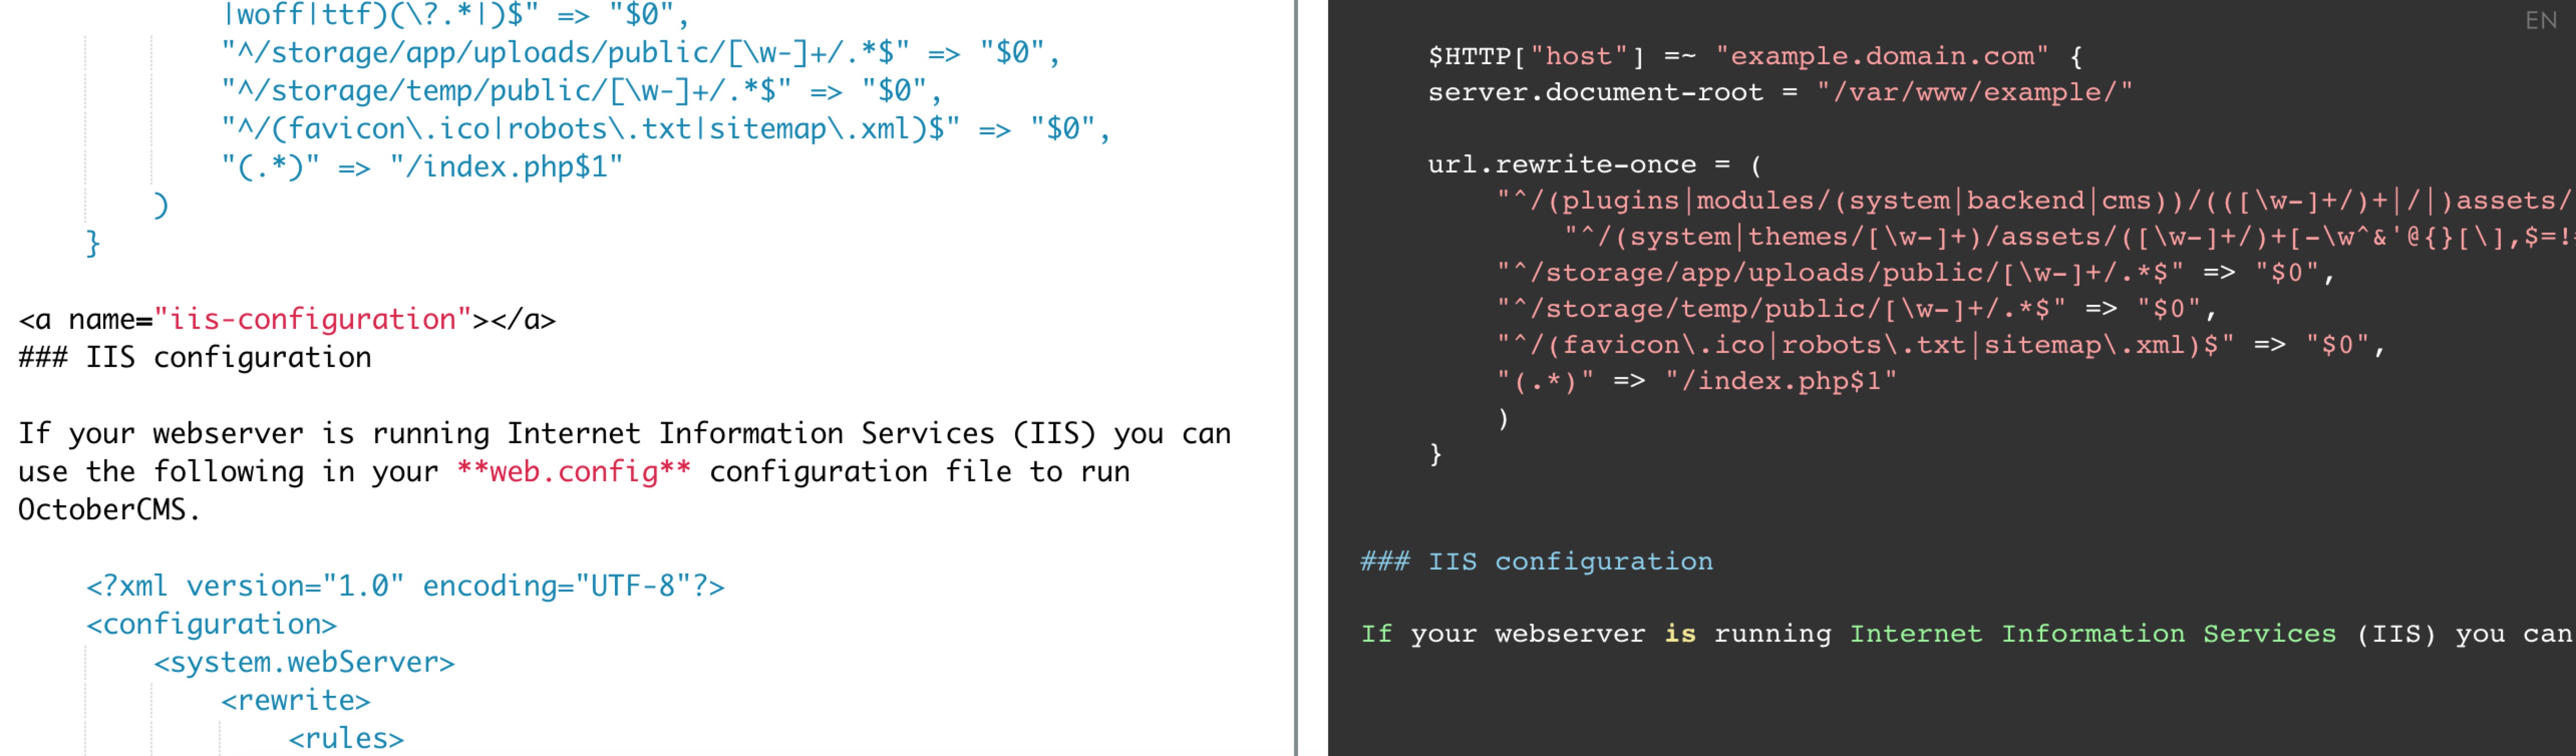 |woff|ttf)(\?.*|)$" => "$0",
"^/storage/app/uploads/public/[\w-]+/.*$" => "$0",
"^/storage/temp/public/[\w-]+/.*$" => "$0",
"^/(favicon\.ico|robots\.txt|sitemap\.xml)$" => "$0",
"(.*)" => "/index.php$1"
)
}
<a name="iis-configuration"></a>
### IIS configuration
If your webserver is running Internet Information Services (IIS) you can
use the following in your **web.config** configuration file to run
OctoberCMS.
<?xml version="1.0" encoding="UTF-8"?>
<configuration>
<system.webServer>
<rewrite>
<rules>
EN
$HTTP["host"] =~ "example.domain.com" {
server.document-root = "/var/www/example/"
url.rewrite-once = (
"^/(plugins|modules/(system|backend|cms))/(([\w-]+/)+|/|)assets/
"^/(system|themes/[\w-]+)/assets/([\w-]+/)+[-\w^&'@{}[\],$=!
"^/storage/app/uploads/public/[\w-]+/.*$" => "$0",
"^/storage/temp/public/[\w-]+/.*$" => "$0",
"^/(favicon\.ico|robots\.txt|sitemap\.xml)$" => "$0",
"(.*)" => "/index.php$1"
)
}
### IIS configuration
If your webserver is running Internet Information Services (IIS) you can